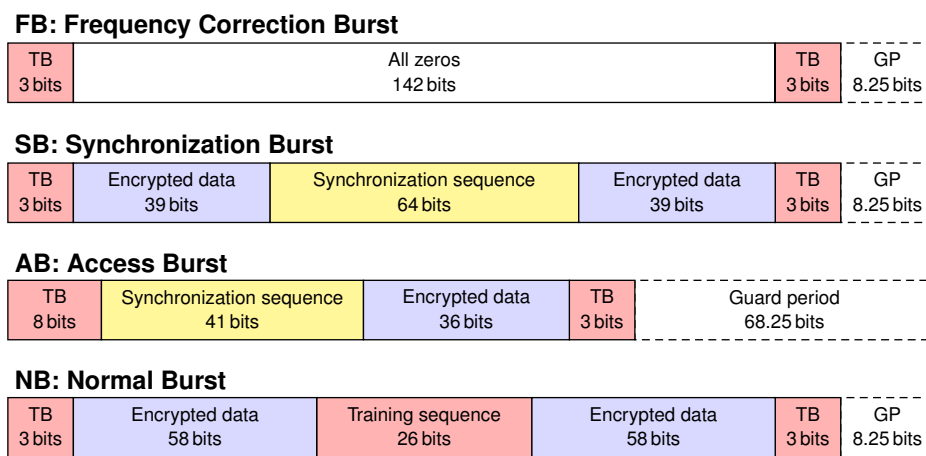 FB: Frequency Correction Burst
TB All zeros TB GP
3 bits 142 bits 3 bits 8.25 bits
SB: Synchronization Burst
TB Encrypted data Synchronization sequence Encrypted data TB GP
3 bits 39 bits 64 bits 39 bits 3 bits 8.25 bits
AB: Access Burst
TB Synchronization sequence Encrypted data TB Guard period
8 bits 41 bits 36 bits 3 bits 68.25 bits
NB: Normal Burst
TB Encrypted data Training sequence Encrypted data TB GP
3 bits 58 bits 26 bits 58 bits 3 bits 8.25 bits